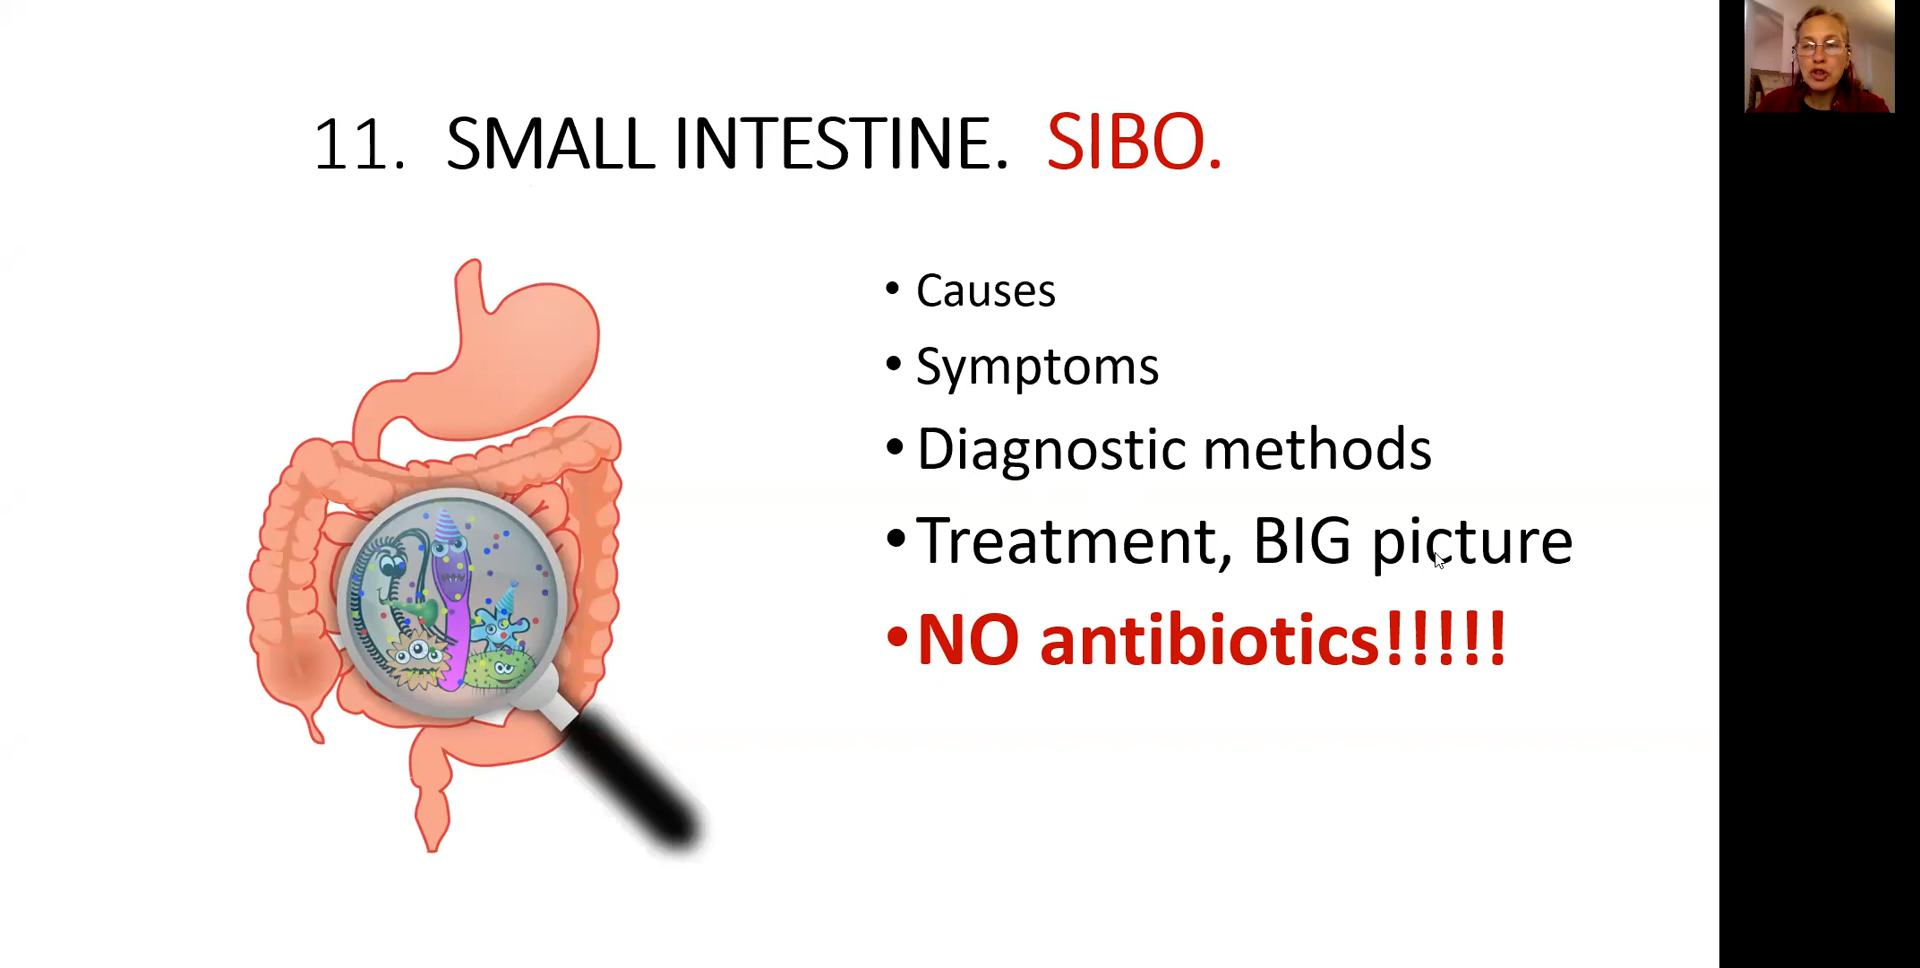 11. SMALL INTESTINE. SIBO.
• Causes
• Symptoms
• Diagnostic methods
• Treatment, BIG picture
• NO antibiotics!!!!!